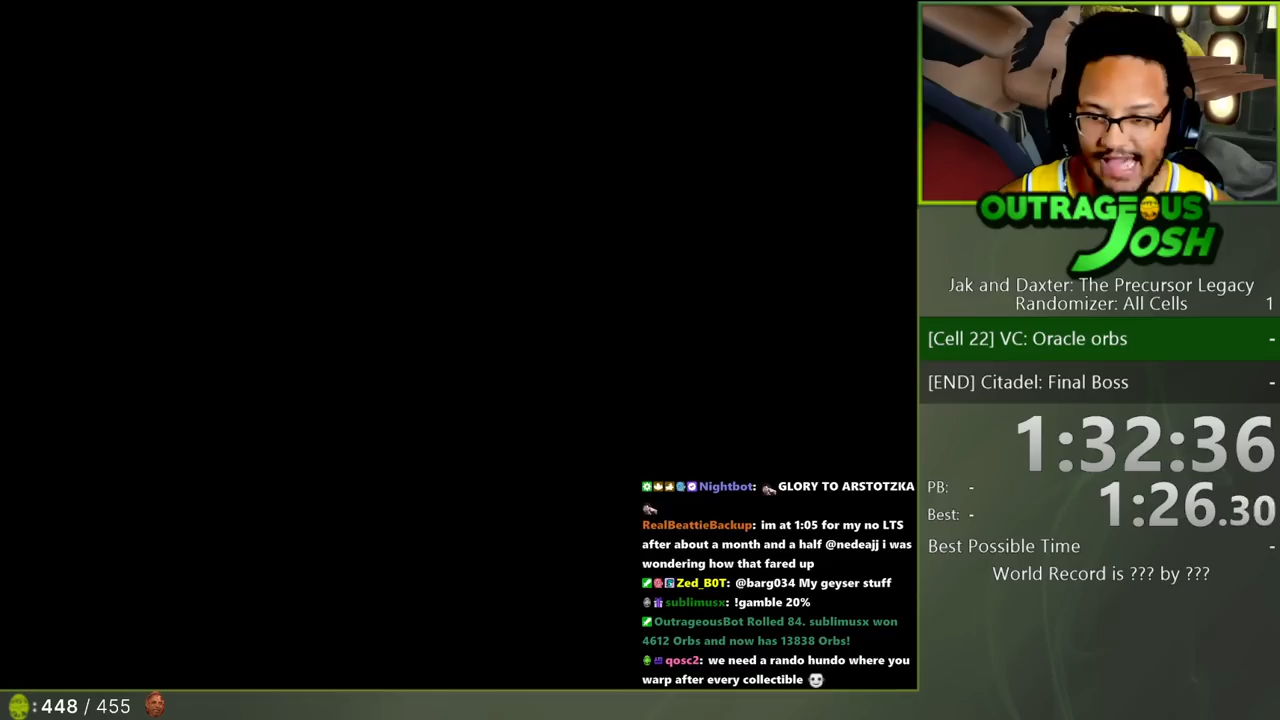 OUTRAGEOUS
JOSH
Jak and Daxter: The Precursor Legacy
Randomizer: All Cells 1
[Cell 22] VC: Oracle orbs -
[END] Citadel: Final Boss -
1:32:36
PB: -
1:26.30
Best: -
Best Possible Time -
World Record is ??? by ???
Nightbot: GLORY TO ARSTOTZKA
RealBeattieBackup: im at 1:05 for my no LTS
after about a month and a half @nedeajj i was
wondering how that fared up
Zed_B0T: @barg034 My geyser stuff
sublimusx: !gamble 20%
OutrageousBot Rolled 84. sublimusx won
4612 Orbs and now has 13838 Orbs!
qosc2: we need a rando hundo where you
warp after every collectible
: 448 / 455